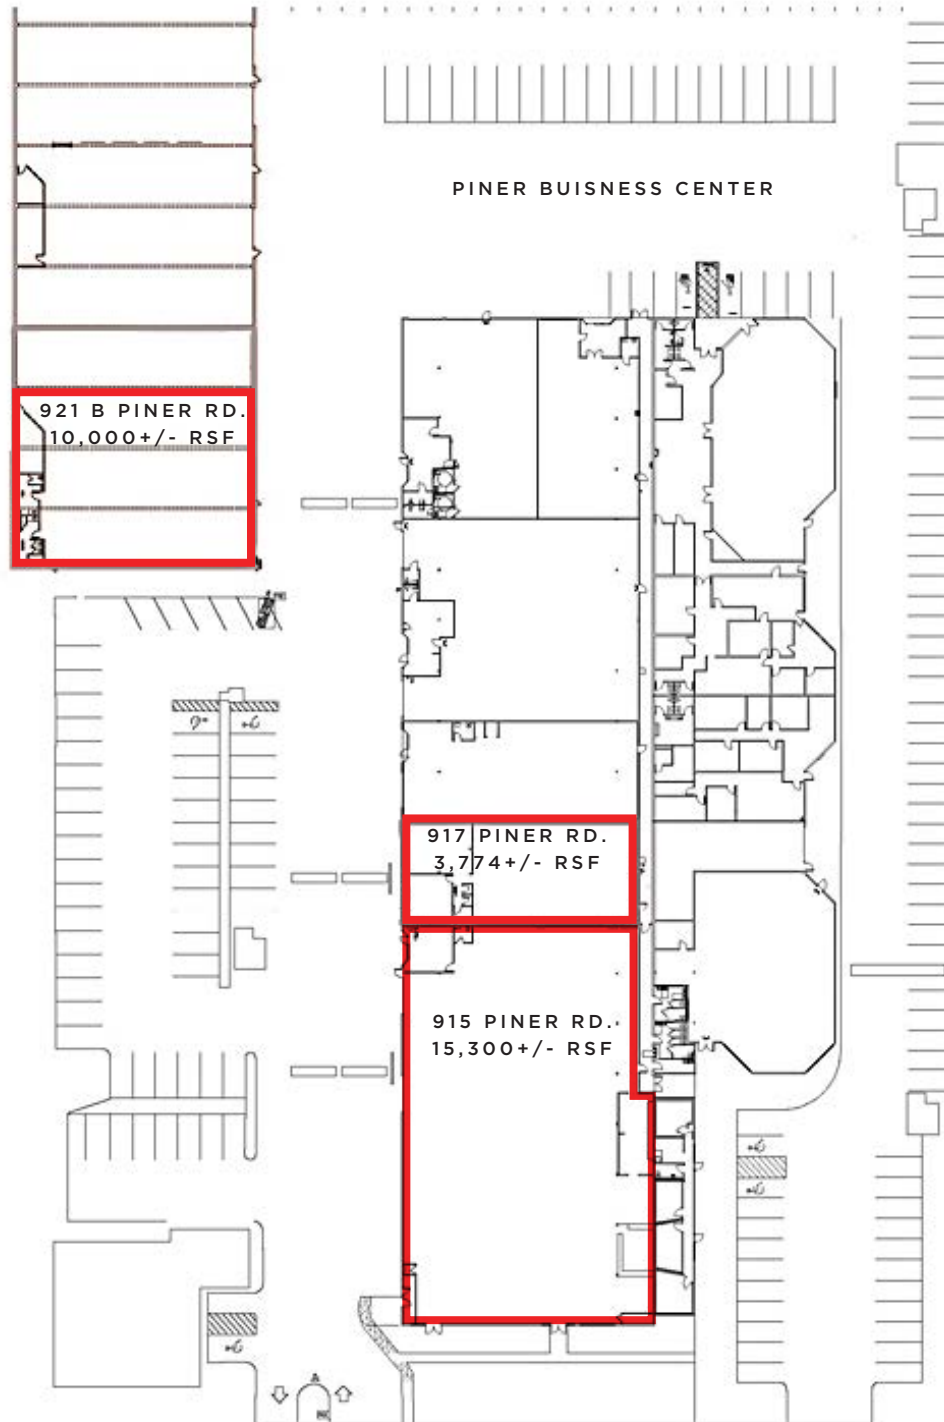 PINER BUISNESS CENTER
921 B PINER RD.
10,000+/- RSF
917 PINER RD.
3,774+/- RSF
915 PINER RD.
15,300+/- RSF